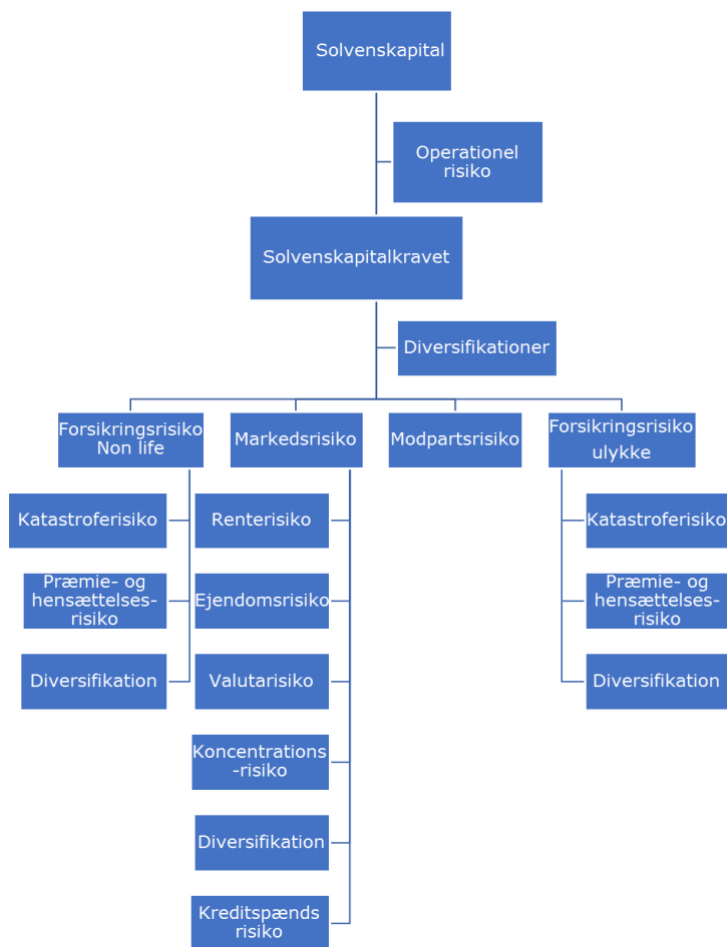 Solvenskapital
Operationel
risiko
Solvenskapitalkravet
Diversifikationer
Forsikringsrisiko
Non life
Markedsrisiko
Modpartsrisiko
Forsikringsrisiko
ulykke
Katastroferisiko
Renterisiko
Katastroferisiko
Præmie- og
hensættelses-
risiko
Ejendomsrisiko
Præmie- og
hensættelses-
risiko
Diversifikation
Valutarisiko
Diversifikation
Koncentrations
-risiko
Diversifikation
Kreditspænds
risiko